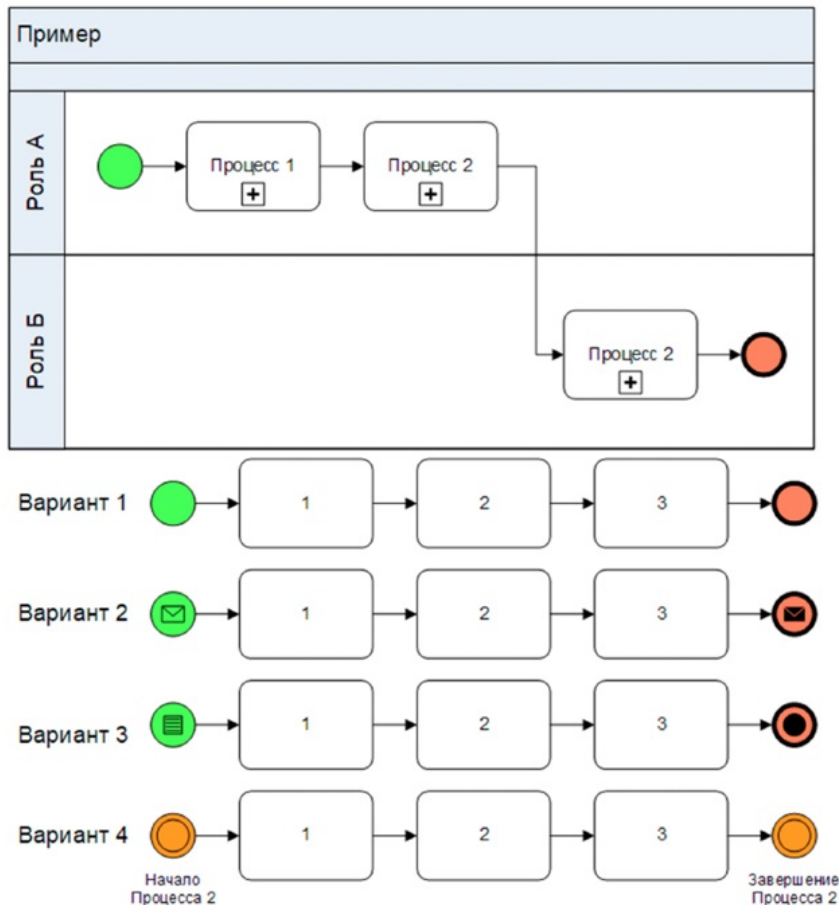 Пример
Роль А
Процесс 1
Процесс 2
Роль Б
Процесс 2
Вариант 1
1
2
3
Вариант 2
1
2
3
Вариант 3
1
2
3
Вариант 4
1
2
3
Начало
Процесса 2
Завершение
Процесса 2